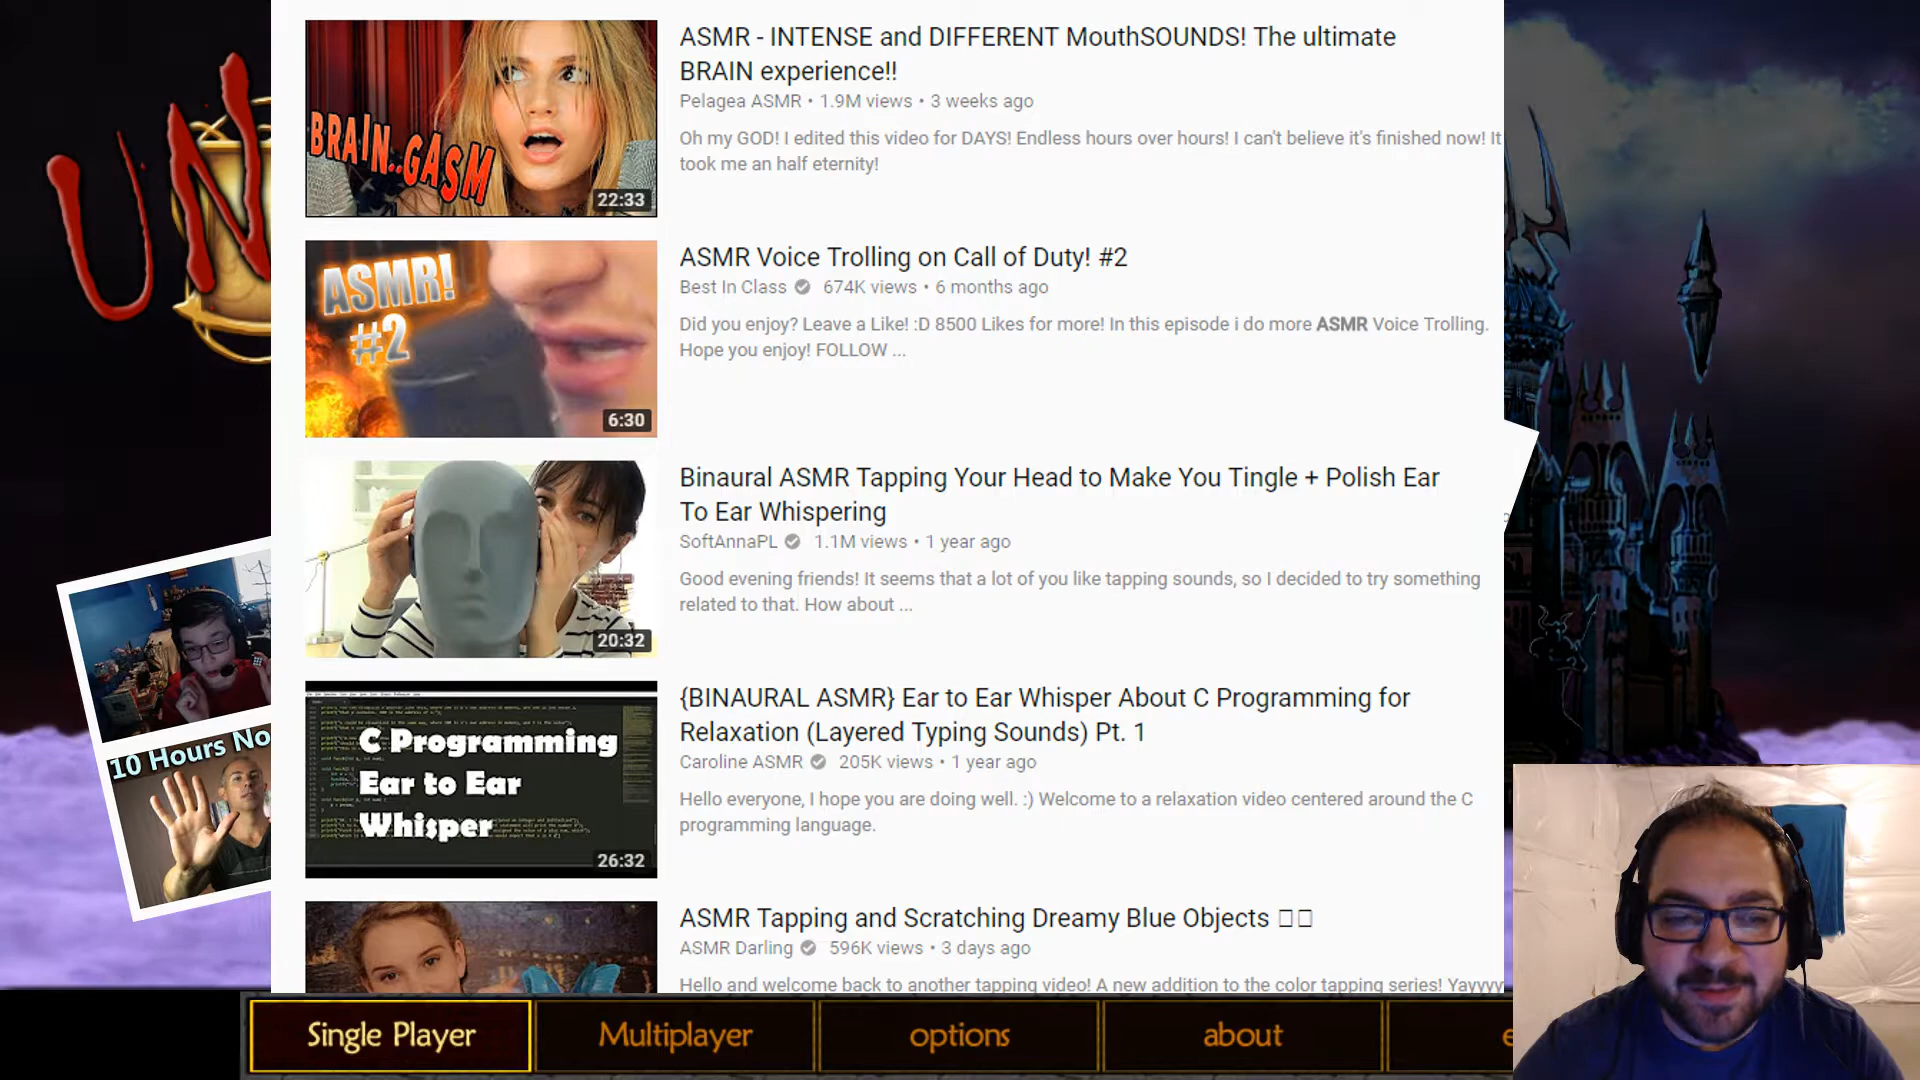 UN
ASMR - INTENSE and DIFFERENT MouthSOUNDS! The ultimate
BRAIN experience!!
Pelagea ASMR • 1.9M views • 3 weeks ago
Oh my GOD! I edited this video for DAYS! Endless hours over hours! I can't believe it's finished now! It
took me an half eternity!
BRAIN..GASM
22:33
ASMR Voice Trolling on Call of Duty! #2
Best In Class 674K views • 6 months ago
Did you enjoy? Leave a Like! :D 8500 Likes for more! In this episode i do more ASMR Voice Trolling.
Hope you enjoy! FOLLOW ...
ASMR!
#2
6:30
Binaural ASMR Tapping Your Head to Make You Tingle + Polish Ear
To Ear Whispering
SoftAnnaPL 1.1M views • 1 year ago
Good evening friends! It seems that a lot of you like tapping sounds, so I decided to try something
related to that. How about ...
20:32
{BINAURAL ASMR} Ear to Ear Whisper About C Programming for
Relaxation (Layered Typing Sounds) Pt. 1
Caroline ASMR 205K views • 1 year ago
Hello everyone, I hope you are doing well. :) Welcome to a relaxation video centered around the C
programming language.
C Programming
Ear to Ear
Whisper
26:32
10 Hours No
ASMR Tapping and Scratching Dreamy Blue Objects
ASMR Darling 596K views • 3 days ago
Hello and welcome back to another tapping video! A new addition to the color tapping series! Yayyyy
Single Player
Multiplayer
options
about